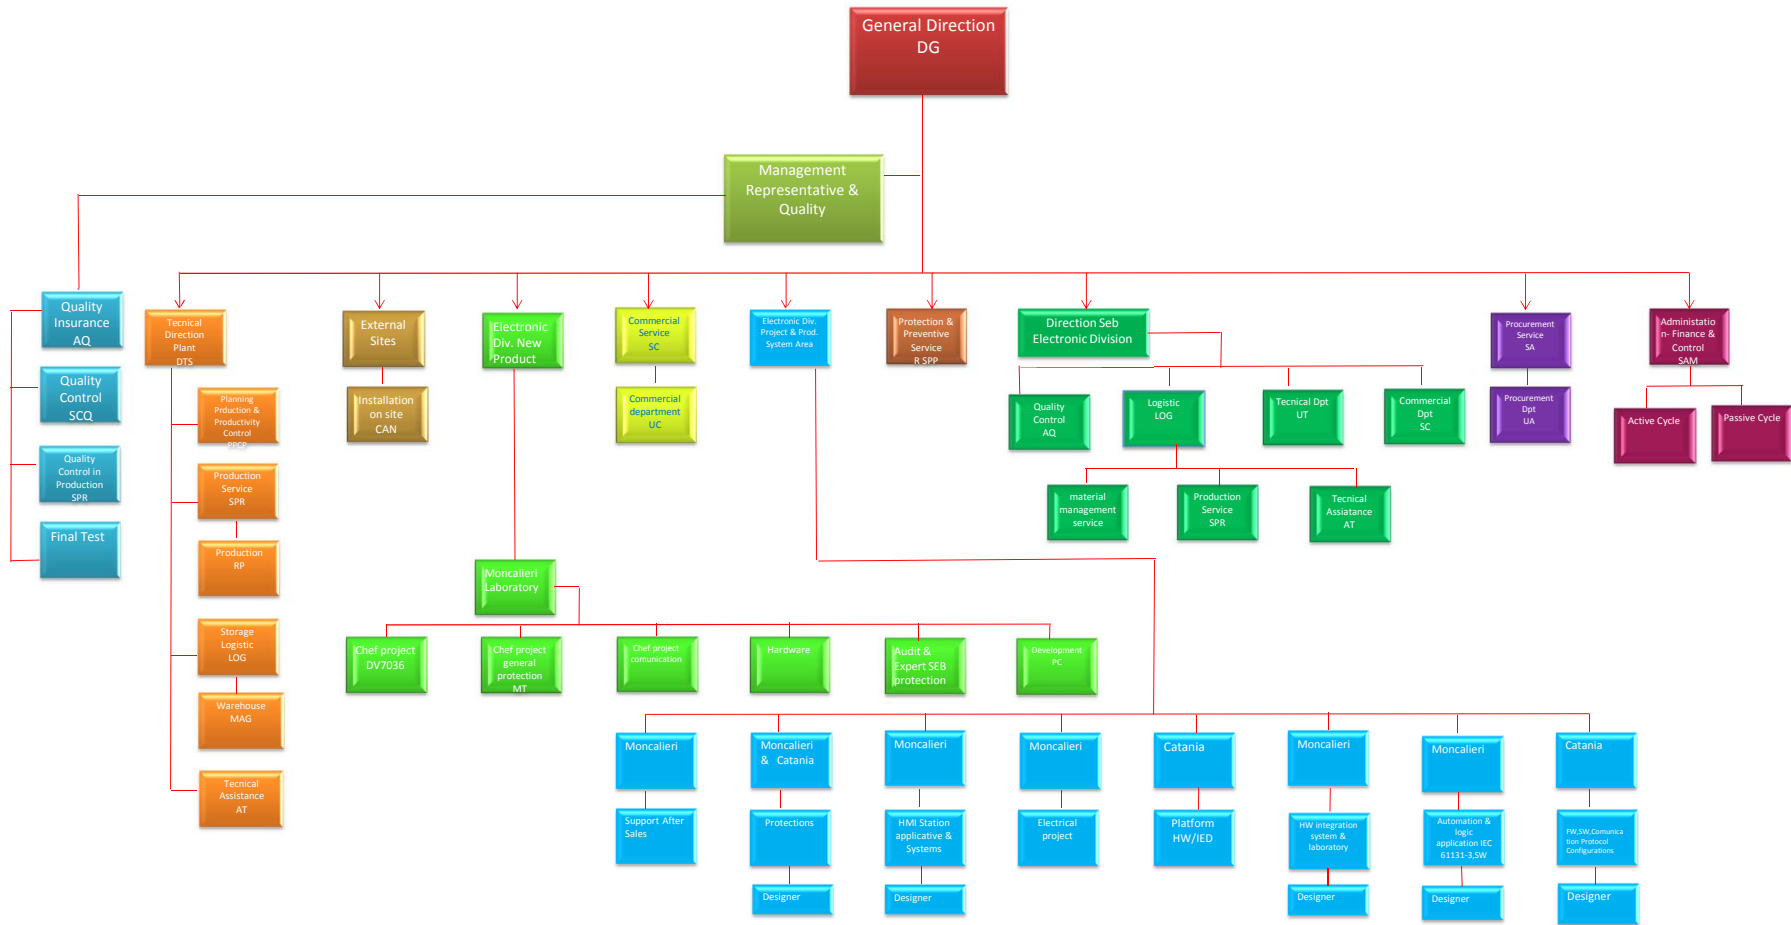 General Direction
DG
Management
Representative &
Quality
Quality
Insurance
AQ
Quality
Control
SCQ
Quality
Control in
Production
SPR
Final Test
Tecnical
Direction
Plant
DTS
Planning
Prduction &
Productivity
Control
PPCP
Production
Service
SPR
Production
RP
Storage
Logistic
LOG
Warehouse
MAG
Tecnical
Assistance
AT
External
Sites
Installation
on site
CAN
Electronic
Div. New
Product
Moncalieri
Laboratory
Chef project
DV7036
Chef project
general
protection
MT
Chef project
comunication
Hardware
Audit &
Expert SEB
protection
Development
PC
Commercial
Service
SC
Commercial
department
UC
Electronic Div.
Project & Prod.
System Area
Moncalieri
Support After
Sales
Moncalieri
& Catania
Protections
Designer
Moncalieri
HMI Station
applicative &
Systems
Designer
Moncalieri
Electrical
project
Catania
Platform
HW/IED
Moncalieri
HW integration
system &
laboratory
Designer
Moncalieri
Automation &
logic
application IEC
61131-3,SW
Designer
Catania
FW,SW,Comunica
tion Protocol
Configurations
Designer
Protection &
Preventive
Service
R SPP
Direction Seb
Electronic Division
Quality
Control
AQ
Logistic
LOG
material
management
service
Production
Service
SPR
Tecnical
Assiatance
AT
Tecnical Dpt
UT
Commercial
Dpt
SC
Procurement
Service
SA
Procurement
Dpt
UA
Administatio
n- Finance &
Control
SAM
Active Cycle
Passive Cycle